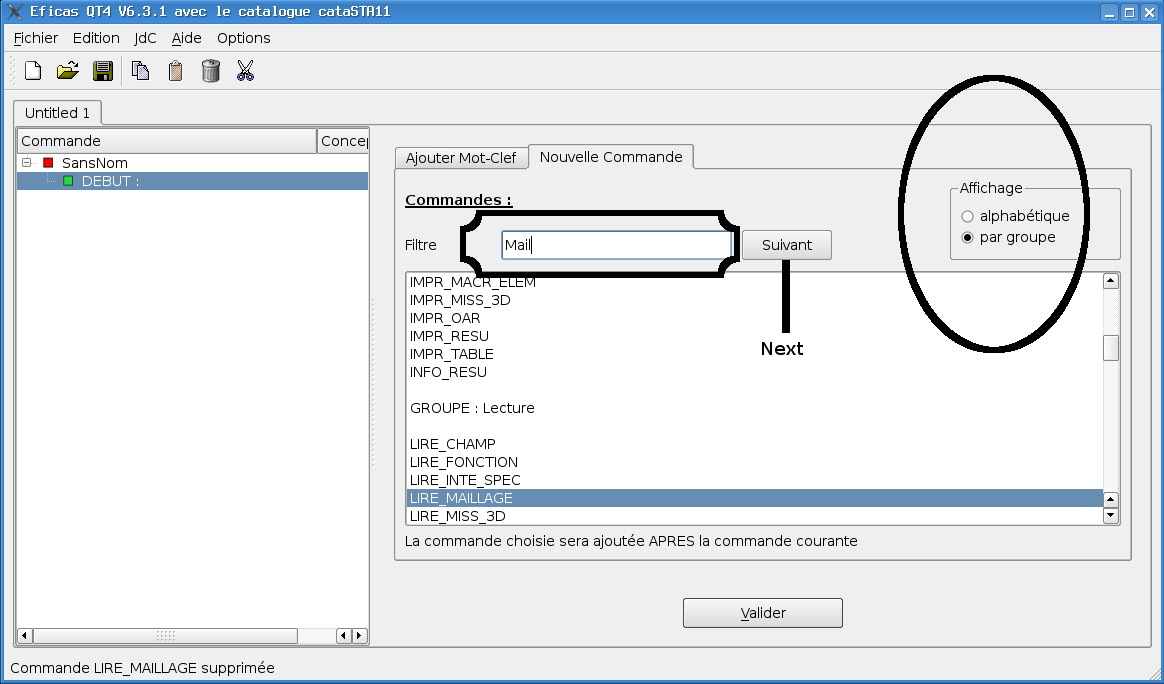 Eficas QT4 V6.3.1 avec le catalogue cataSTA11
Fichier Edition JdC Aide Options
Untitled 1
Commande Concep
SansNom
DEBUT :
Ajouter Mot-Clef Nouvelle Commande
Commandes :
Affichage
alphabétique
par groupe
Filtre Mail Suivant
Next
IMPR_MACR_ELEM
IMPR_MISS_3D
IMPR_OAR
IMPR_RESU
IMPR_TABLE
INFO_RESU
GROUPE : Lecture
LIRE_CHAMP
LIRE_FONCTION
LIRE_INTE_SPEC
LIRE_MAILLAGE
LIRE_MISS_3D
La commande choisie sera ajoutée APRES la commande courante
Valider
Commande LIRE_MAILLAGE supprimée